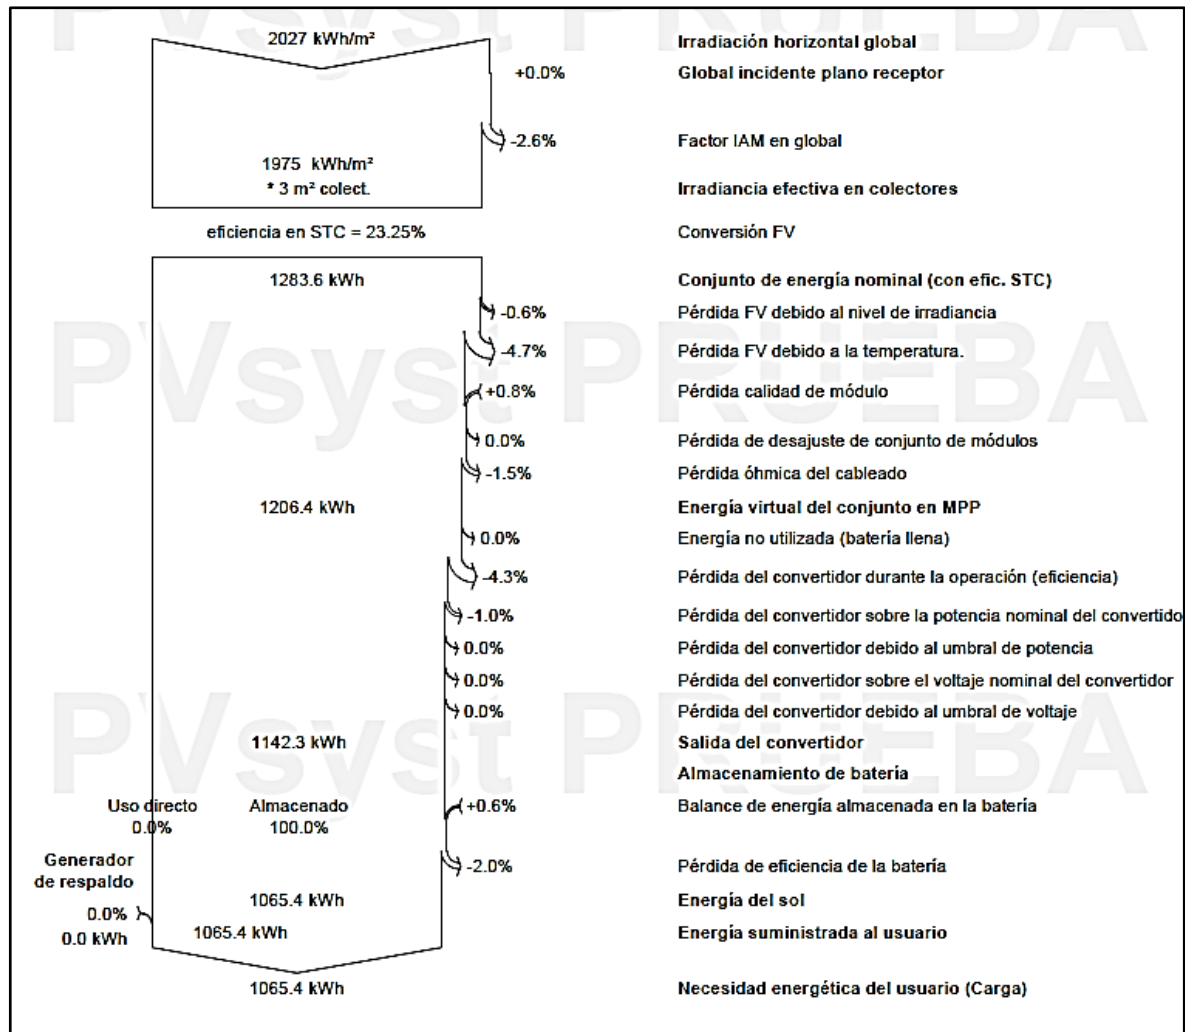 PVsyst PRUEBA
2027 kWh/m²
Irradiación horizontal global
+0.0%
Global incidente plano receptor
-2.6%
Factor IAM en global
1975 kWh/m²
* 3 m² colect.
Irradiancia efectiva en colectores
eficiencia en STC = 23.25%
Conversión FV
1283.6 kWh
Conjunto de energía nominal (con efic. STC)
-0.6%
Pérdida FV debido al nivel de irradiancia
PVsyst PRUEBA
-4.7%
Pérdida FV debido a la temperatura.
+0.8%
Pérdida calidad de módulo
0.0%
Pérdida de desajuste de conjunto de módulos
-1.5%
Pérdida óhmica del cableado
1206.4 kWh
Energía virtual del conjunto en MPP
0.0%
Energía no utilizada (batería llena)
-4.3%
Pérdida del convertidor durante la operación (eficiencia)
-1.0%
Pérdida del convertidor sobre la potencia nominal del convertido
0.0%
Pérdida del convertidor debido al umbral de potencia
0.0%
Pérdida del convertidor sobre el voltaje nominal del convertidor
0.0%
Pérdida del convertidor debido al umbral de voltaje
PVsyst PRUEBA
1142.3 kWh
Salida del convertidor
Almacenamiento de batería
Uso directo
0.0%
Almacenado
100.0%
+0.6%
Balance de energía almacenada en la batería
Generador
de respaldo
-2.0%
Pérdida de eficiencia de la batería
1065.4 kWh
Energía del sol
0.0%
0.0 kWh
1065.4 kWh
Energía suministrada al usuario
1065.4 kWh
Necesidad energética del usuario (Carga)